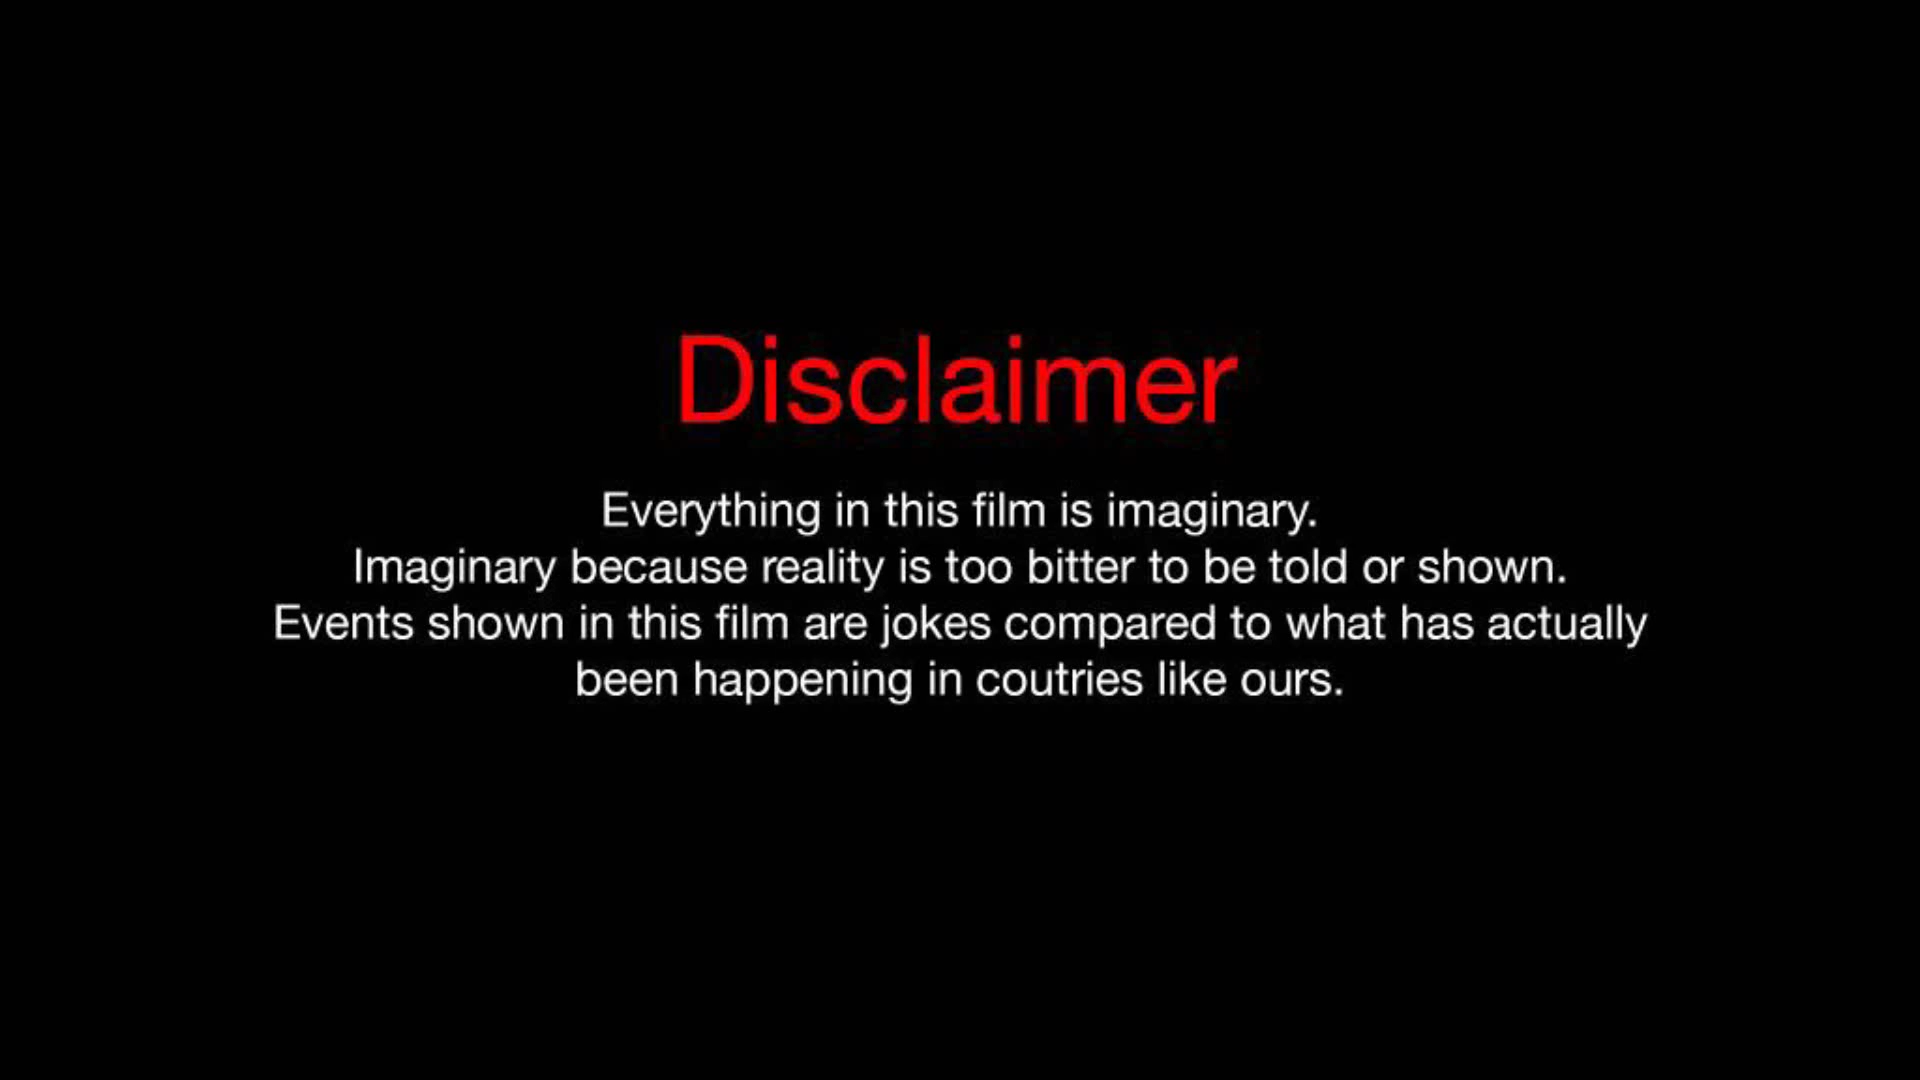 Disclaimer
Everything in this film is imaginary.
Imaginary because reality is too bitter to be told or shown.
Events shown in this film are jokes compared to what has actually
been happening in coutries like ours.